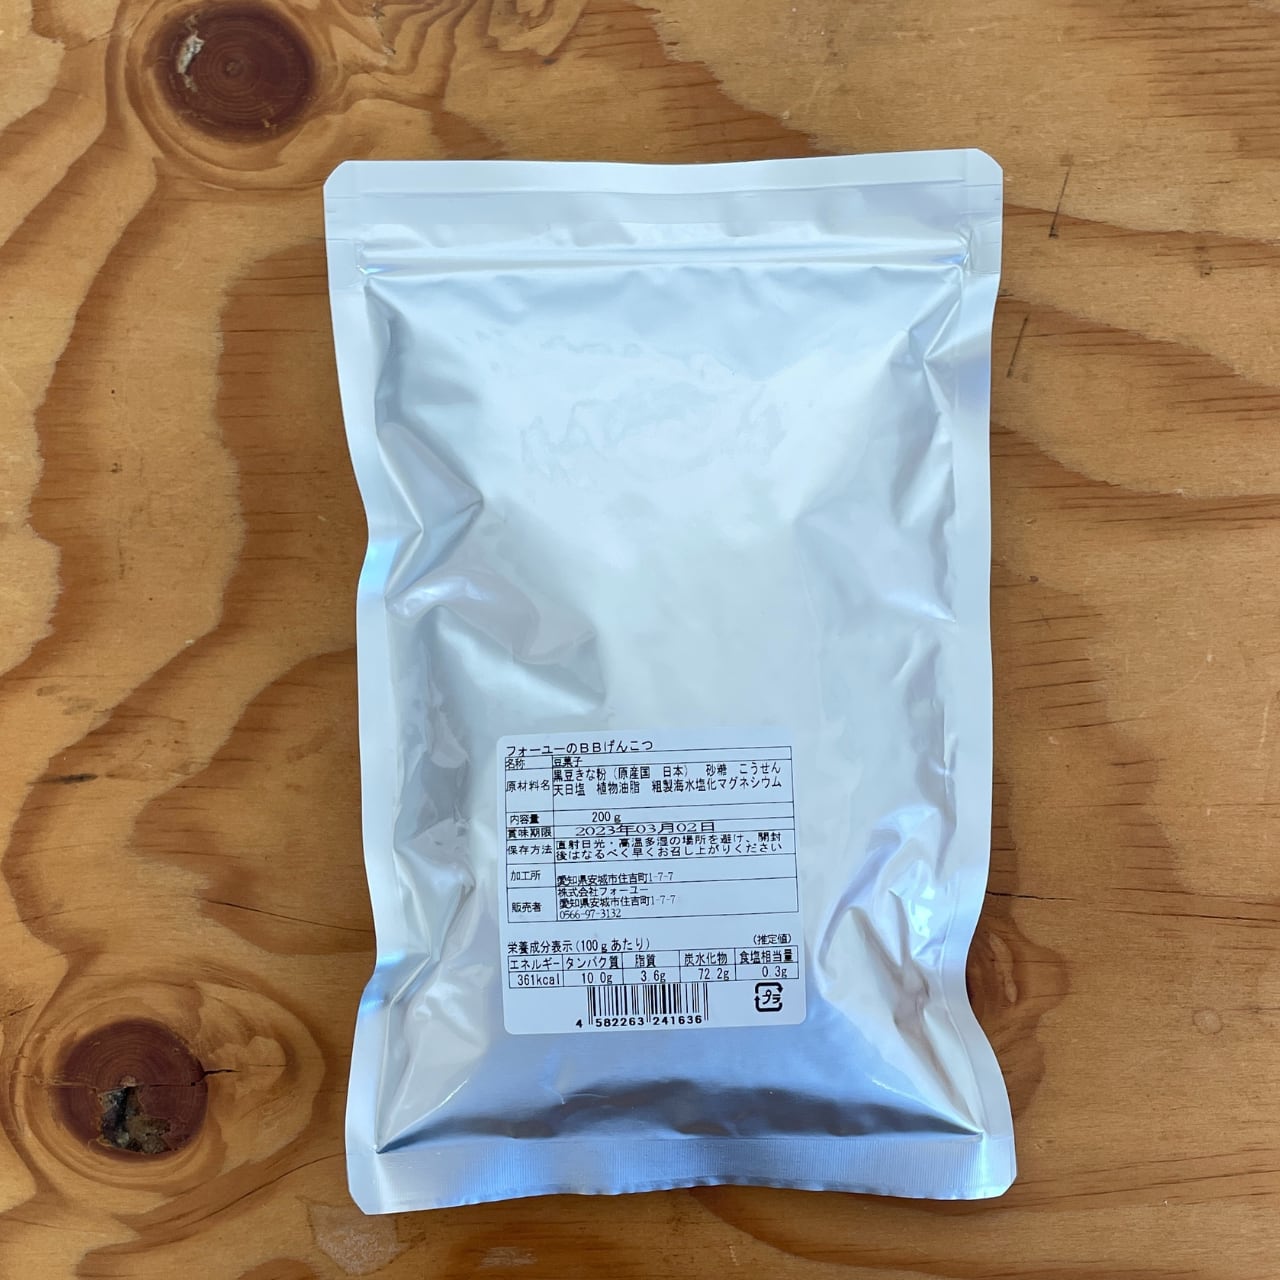 フォーユーのBBげんこつ
名称 豆菓子
原材料名 黒豆きな粉(原産国 日本) 砂糖 こうせん
天日塩 植物油脂 粗製海水塩化マグネシウム
内容量 200g
賞味期限 2023年03月02日
保存方法 直射日光・高温多湿の場所を避け、開封
後はなるべく早くお召し上がりください
加工所 愛知県安城市住吉町1-7-7
販売者 株式会社フォーユー
愛知県安城市住吉町1-7-7
0566-97-3132
栄養成分表示(100gあたり) (推定値)
エネルギー タンパク質 脂質 炭水化物 食塩相当量
361kcal 10.0g 3.6g 72.2g 0.3g
プラ
4 582263 241636